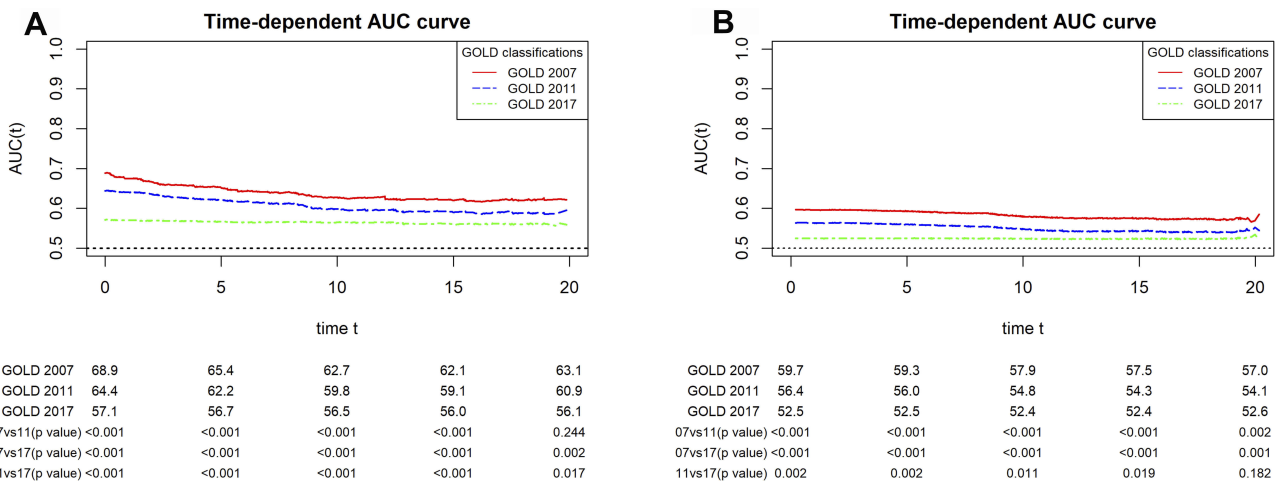 A
Time-dependent AUC curve
GOLD classifications
GOLD 2007
GOLD 2011
GOLD 2017
AUC(t)
1.0
0.9
0.8
0.7
0.6
0.5
0 5 10 15 20
time t
GOLD 2007 68.9 65.4 62.7 62.1 63.1
GOLD 2011 64.4 62.2 59.8 59.1 60.9
GOLD 2017 57.1 56.7 56.5 56.0 56.1
7vs11(p value) <0.001 <0.001 <0.001 <0.001 0.244
7vs17(p value) <0.001 <0.001 <0.001 <0.001 0.002
1vs17(p value) <0.001 <0.001 <0.001 <0.001 0.017
B
Time-dependent AUC curve
GOLD classifications
GOLD 2007
GOLD 2011
GOLD 2017
AUC(t)
1.0
0.9
0.8
0.7
0.6
0.5
0 5 10 15 20
time t
GOLD 2007 59.7 59.3 57.9 57.5 57.0
GOLD 2011 56.4 56.0 54.8 54.3 54.1
GOLD 2017 52.5 52.5 52.4 52.4 52.6
07vs11(p value) <0.001 <0.001 <0.001 <0.001 0.002
07vs17(p value) <0.001 <0.001 <0.001 <0.001 0.001
11vs17(p value) 0.002 0.002 0.011 0.019 0.182